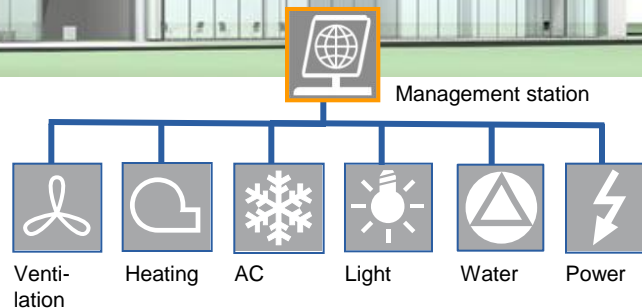 Management station
Venti-
lation
Heating
AC
Light
Water
Power